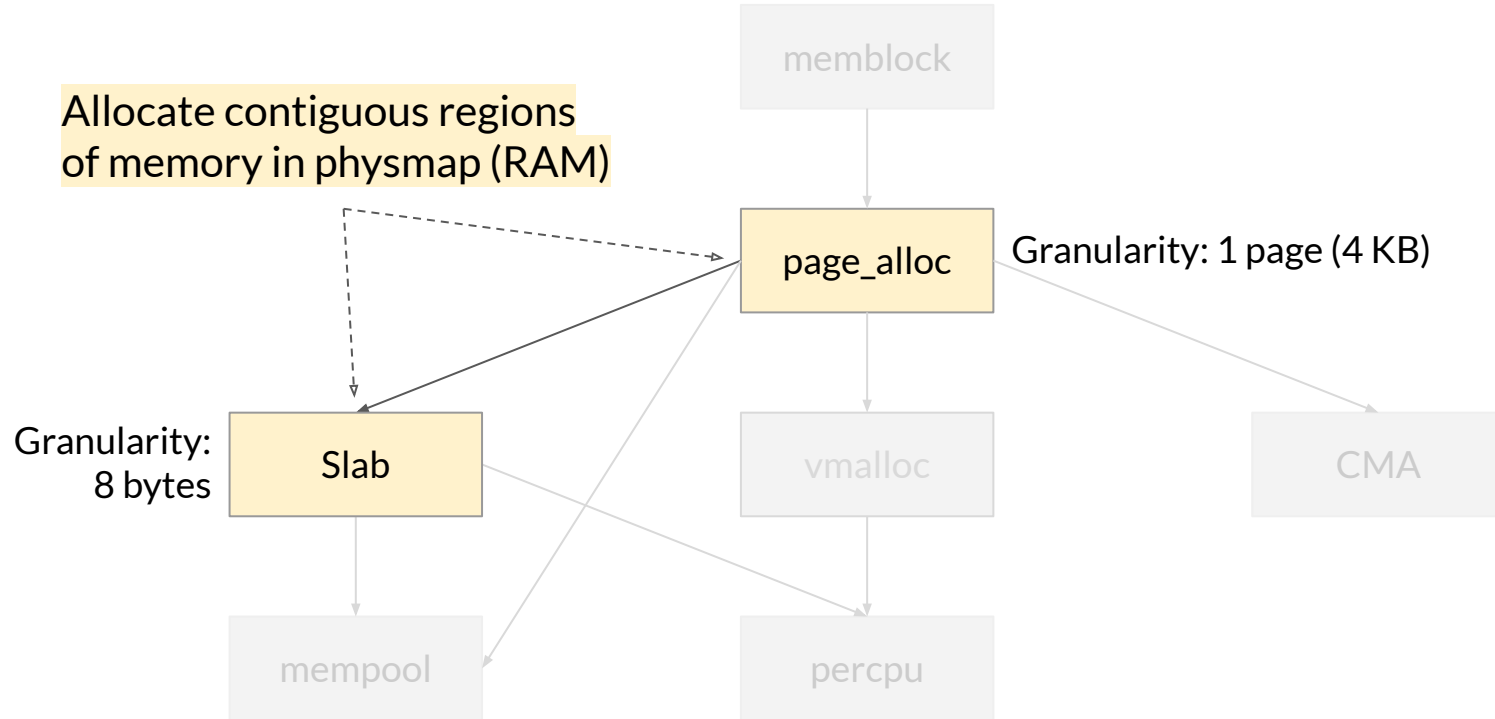 memblock
Allocate contiguous regions
of memory in physmap (RAM)
page_alloc
Granularity: 1 page (4 KB)
Granularity:
8 bytes
Slab
vmalloc
CMA
mempool
percpu